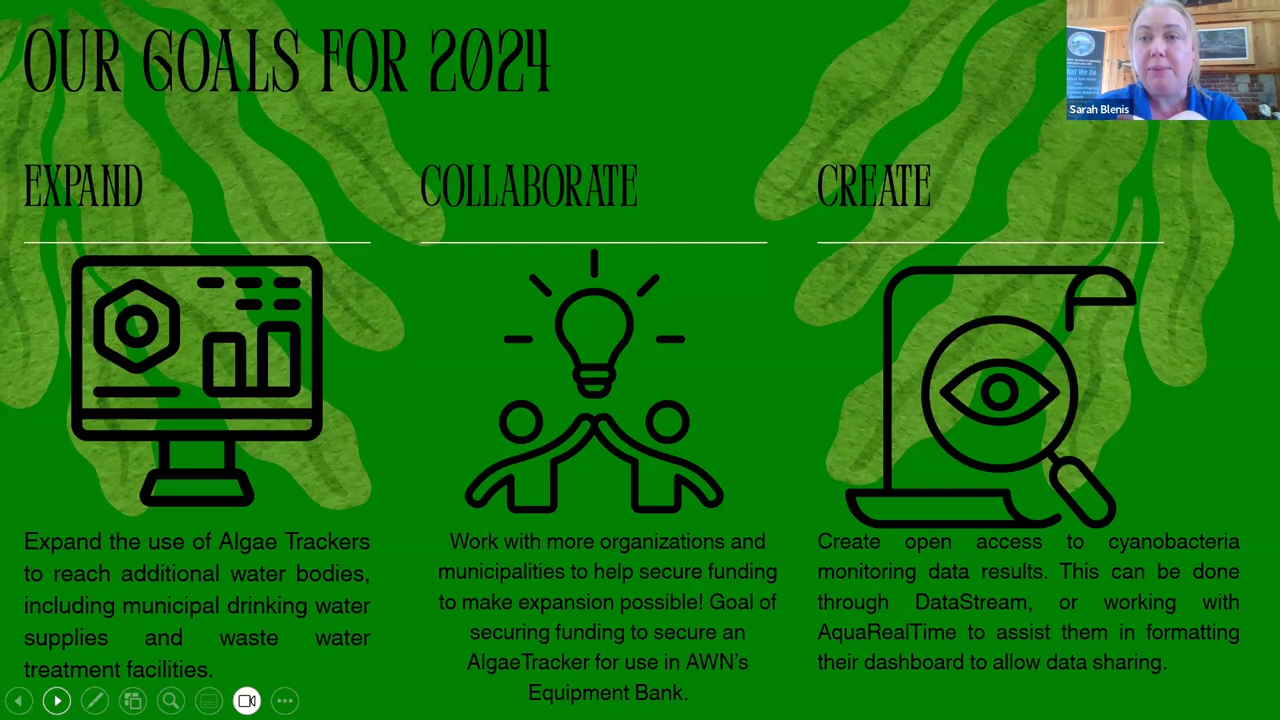 OUR GOALS FOR 2024
Sarah Blenis
What We Do
EXPAND
COLLABORATE
CREATE
Expand the use of Algae Trackers
to reach additional water bodies,
including municipal drinking water
supplies and waste water
treatment facilities.
Work with more organizations and
municipalities to help secure funding
to make expansion possible! Goal of
securing funding to secure an
AlgaeTracker for use in AWN’s
Equipment Bank.
Create open access to cyanobacteria
monitoring data results. This can be done
through DataStream, or working with
AquaRealTime to assist them in formatting
their dashboard to allow data sharing.